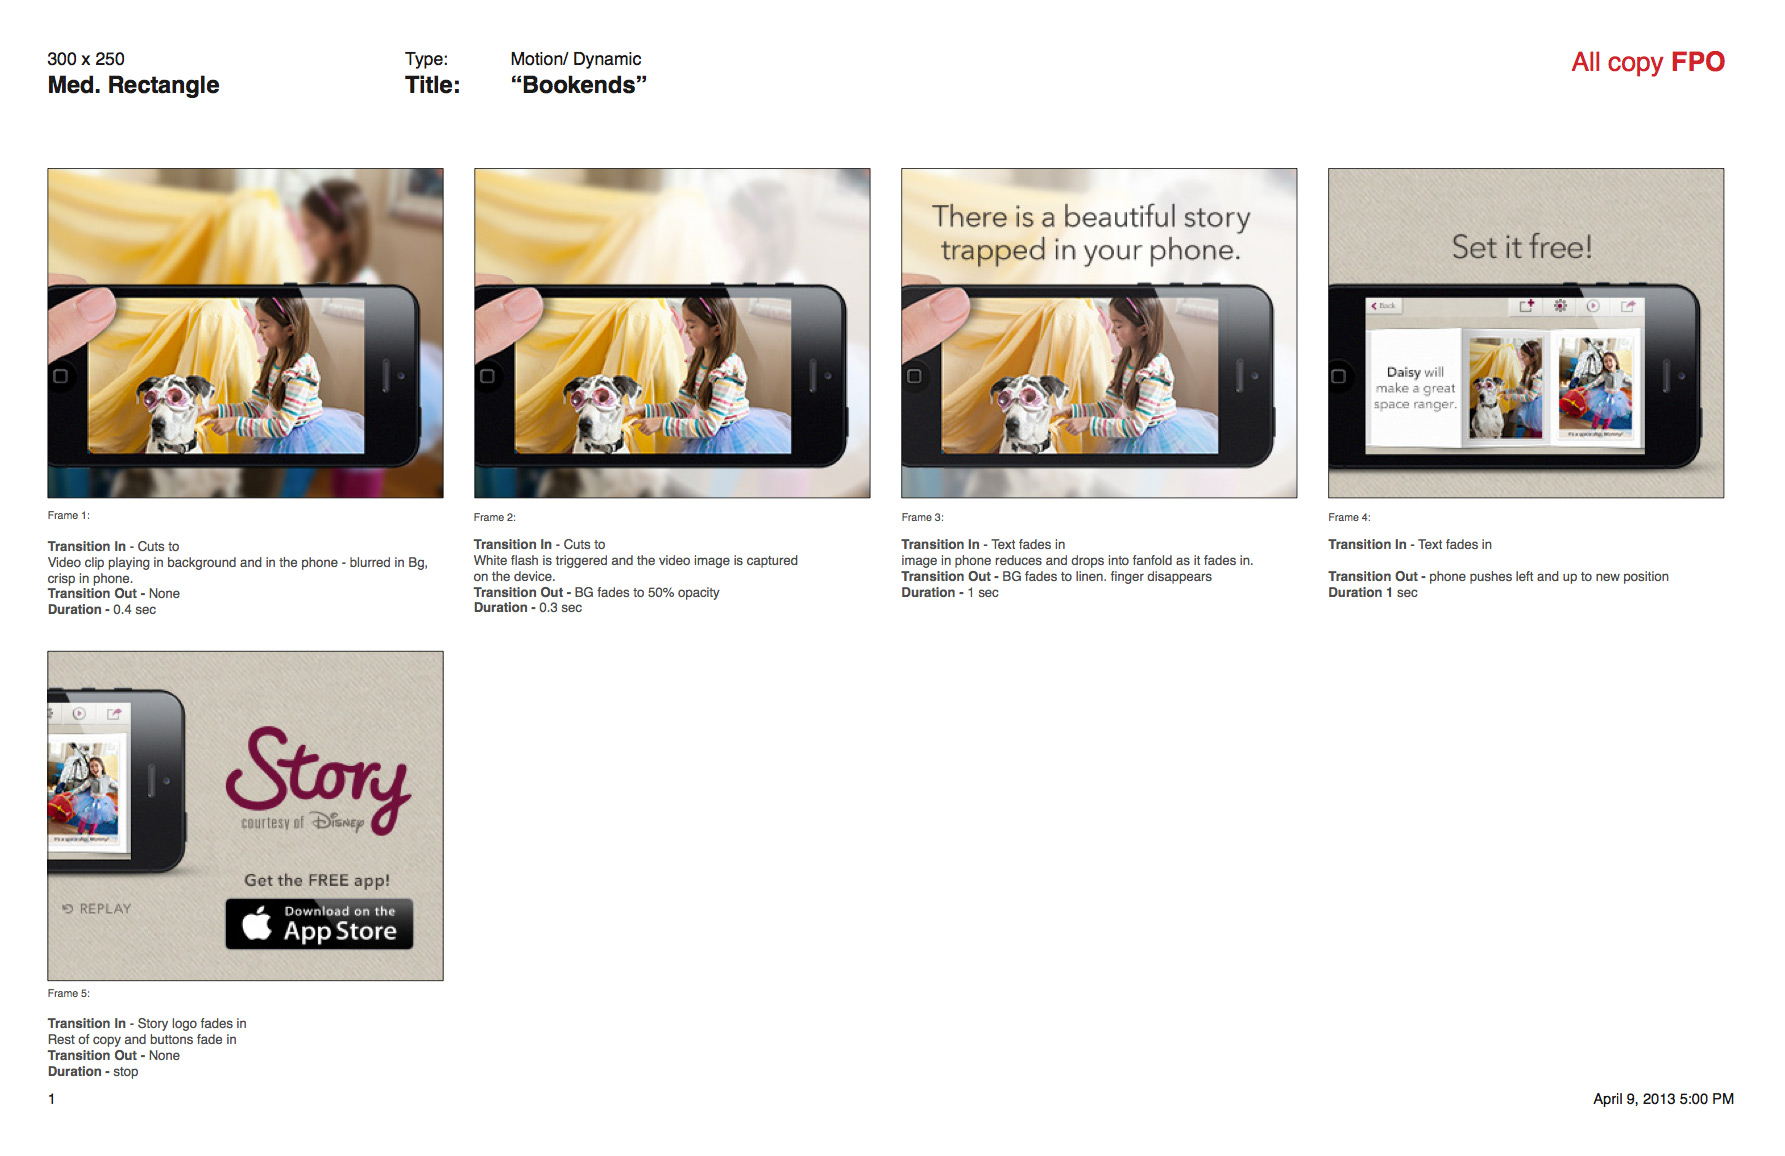 300 x 250
Med. Rectangle
Type: Motion/ Dynamic
Title: “Bookends”
All copy FPO
There is a beautiful story
trapped in your phone.
Set it free!
Back
Daisy will
make a great
space ranger.
It's a spaceship, Mommy!
Frame 1:
Transition In - Cuts to
Video clip playing in background and in the phone - blurred in Bg,
crisp in phone.
Transition Out - None
Duration - 0.4 sec
Frame 2:
Transition In - Cuts to
White flash is triggered and the video image is captured
on the device.
Transition Out - BG fades to 50% opacity
Duration - 0.3 sec
Frame 3:
Transition In - Text fades in
image in phone reduces and drops into fanfold as it fades in.
Transition Out - BG fades to linen. finger disappears
Duration - 1 sec
Frame 4:
Transition In - Text fades in
Transition Out - phone pushes left and up to new position
Duration 1 sec
It's a spaceship, Mommy!
Story
courtesy of Disney
Get the FREE app!
REPLAY
Download on the
App Store
Frame 5:
Transition In - Story logo fades in
Rest of copy and buttons fade in
Transition Out - None
Duration - stop
1
April 9, 2013 5:00 PM